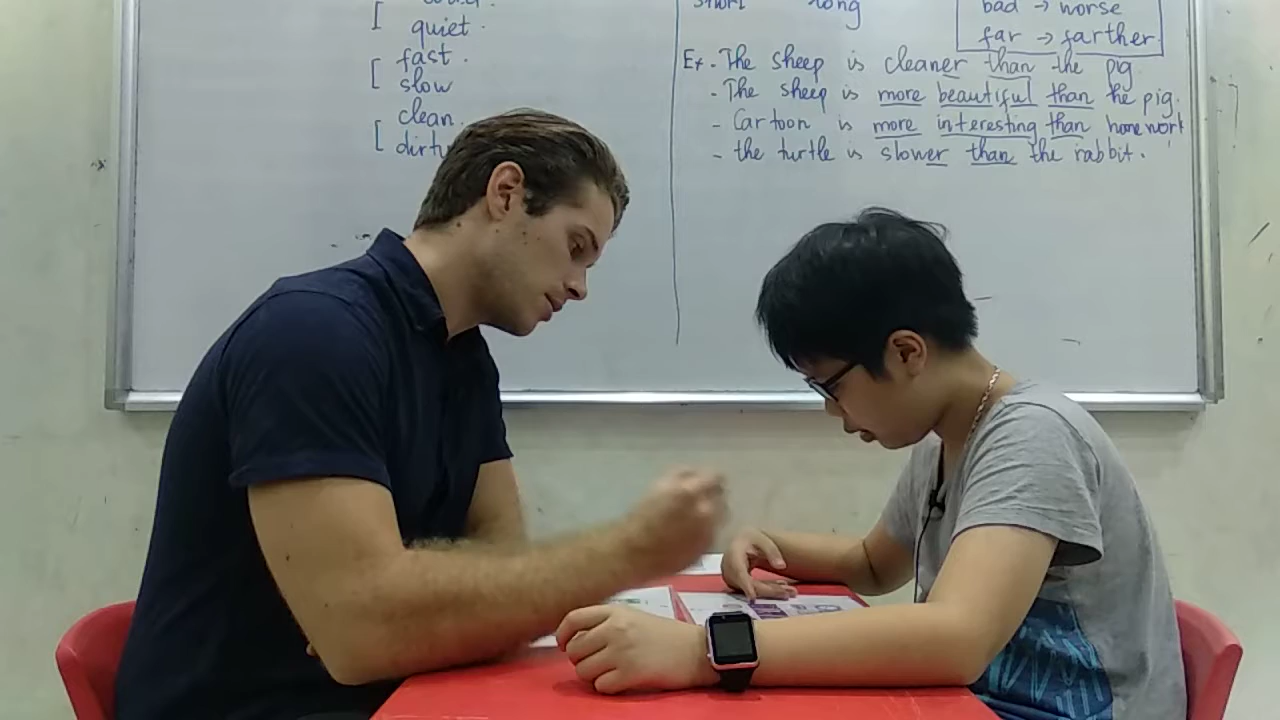 [ quiet.
fast.
[ slow
clean.
[ dirty
short long
bad → worse
far → farther
Ex - The sheep is cleaner than the pig
- The sheep is more beautiful than the pig.
- Cartoon is more interesting than homework
- the turtle is slower than the rabbit.